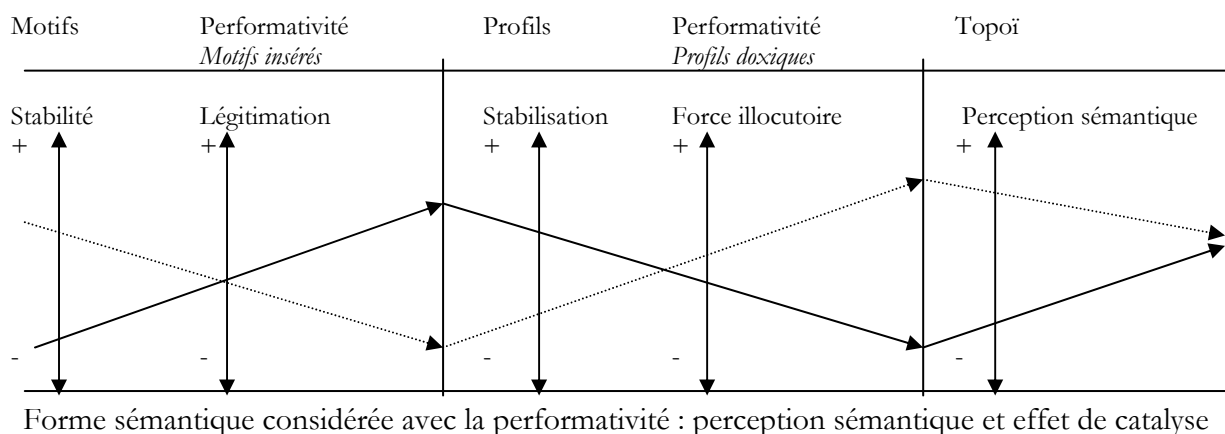 Motifs Performativité Profils Performativité Topoï
Motifs insérés Profils doxiques
Stabilité Légitimation Stabilisation Force illocutoire Perception sémantique
+ + + + +
- - - - -
Forme sémantique considérée avec la performativité : perception sémantique et effet de catalyse